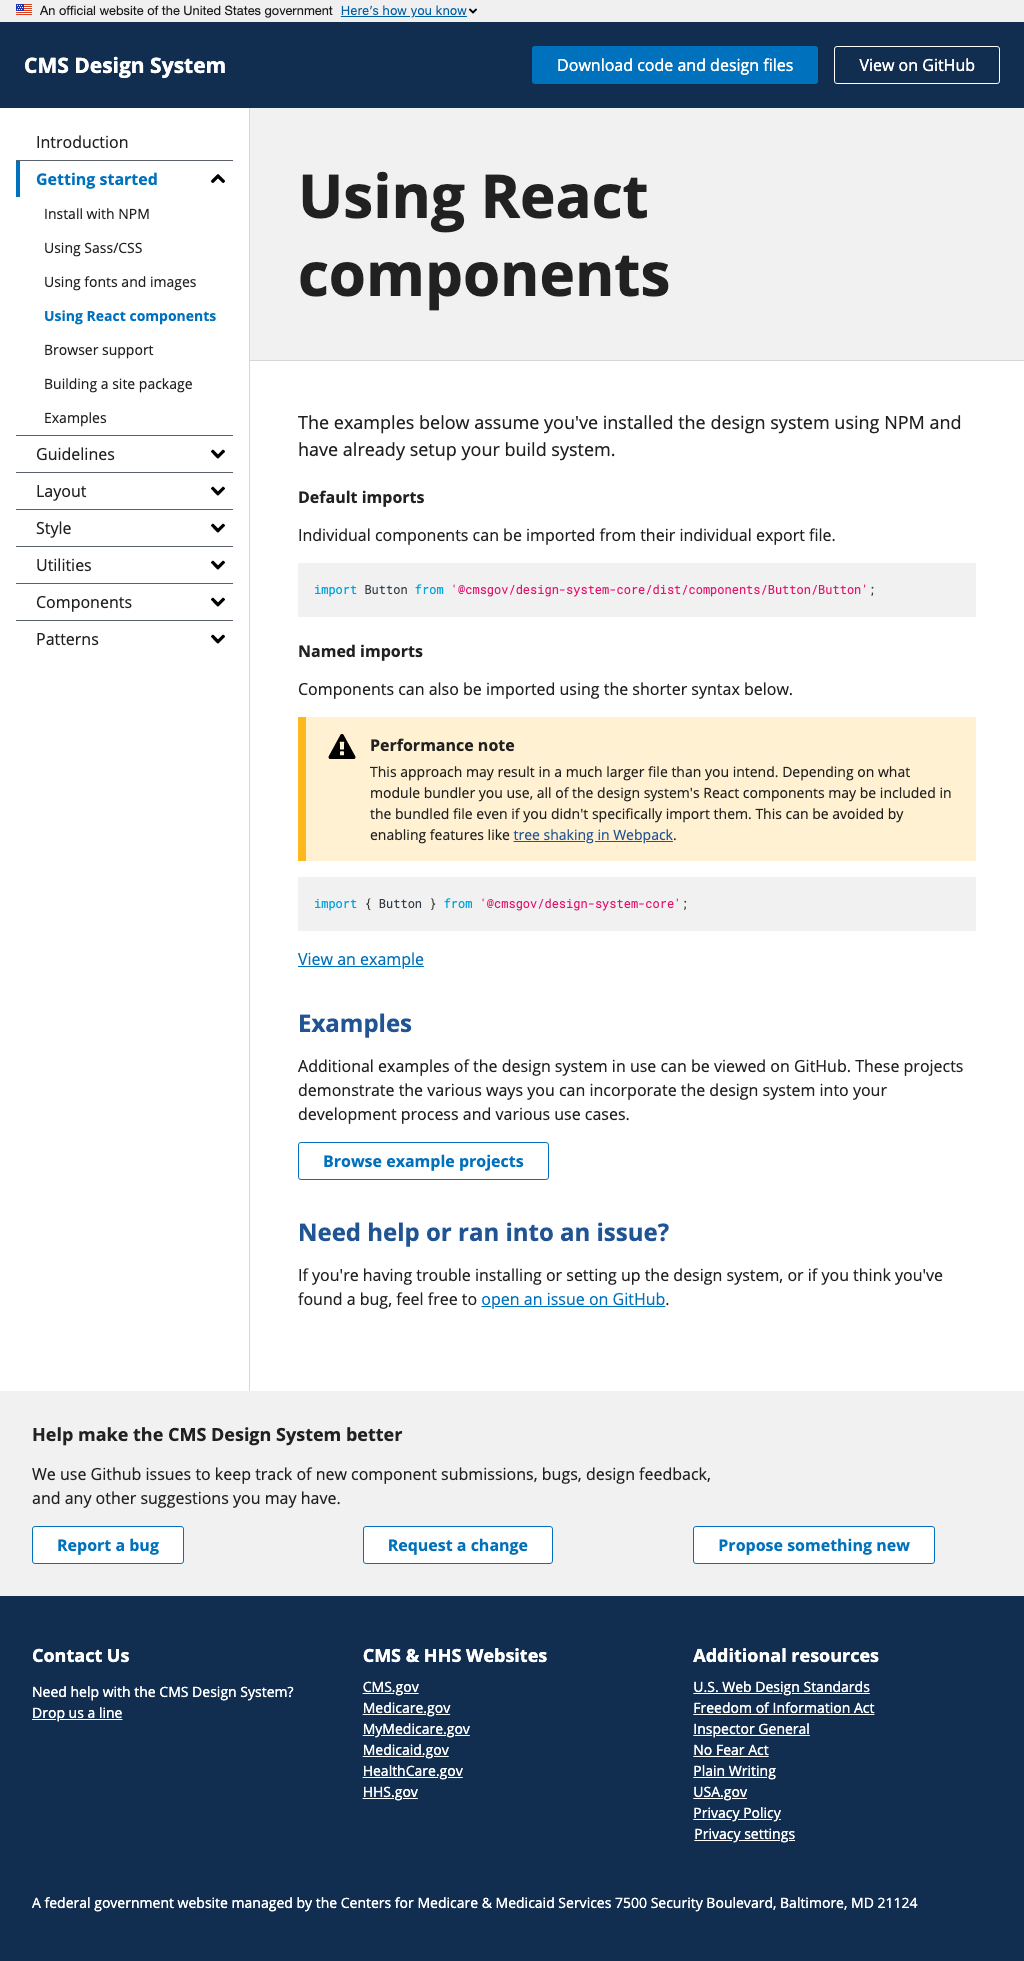 An official website of the United States government Here's how you know
CMS Design System
Download code and design files
View on GitHub
Introduction
Getting started
Install with NPM
Using Sass/CSS
Using fonts and images
Using React components
Browser support
Building a site package
Examples
Guidelines
Layout
Style
Utilities
Components
Patterns
Using React
components
The examples below assume you've installed the design system using NPM and
have already setup your build system.
Default imports
Individual components can be imported from their individual export file.
import Button from '@cmsgov/design-system-core/dist/components/Button/Button';
Named imports
Components can also be imported using the shorter syntax below.
Performance note
This approach may result in a much larger file than you intend. Depending on what
module bundler you use, all of the design system's React components may be included in
the bundled file even if you didn't specifically import them. This can be avoided by
enabling features like tree shaking in Webpack.
import { Button } from '@cmsgov/design-system-core';
View an example
Examples
Additional examples of the design system in use can be viewed on GitHub. These projects
demonstrate the various ways you can incorporate the design system into your
development process and various use cases.
Browse example projects
Need help or ran into an issue?
If you're having trouble installing or setting up the design system, or if you think you've
found a bug, feel free to open an issue on GitHub.
Help make the CMS Design System better
We use Github issues to keep track of new component submissions, bugs, design feedback,
and any other suggestions you may have.
Report a bug
Request a change
Propose something new
Contact Us
Need help with the CMS Design System?
Drop us a line
CMS & HHS Websites
CMS.gov
Medicare.gov
MyMedicare.gov
Medicaid.gov
HealthCare.gov
HHS.gov
Additional resources
U.S. Web Design Standards
Freedom of Information Act
Inspector General
No Fear Act
Plain Writing
USA.gov
Privacy Policy
Privacy settings
A federal government website managed by the Centers for Medicare & Medicaid Services 7500 Security Boulevard, Baltimore, MD 21124